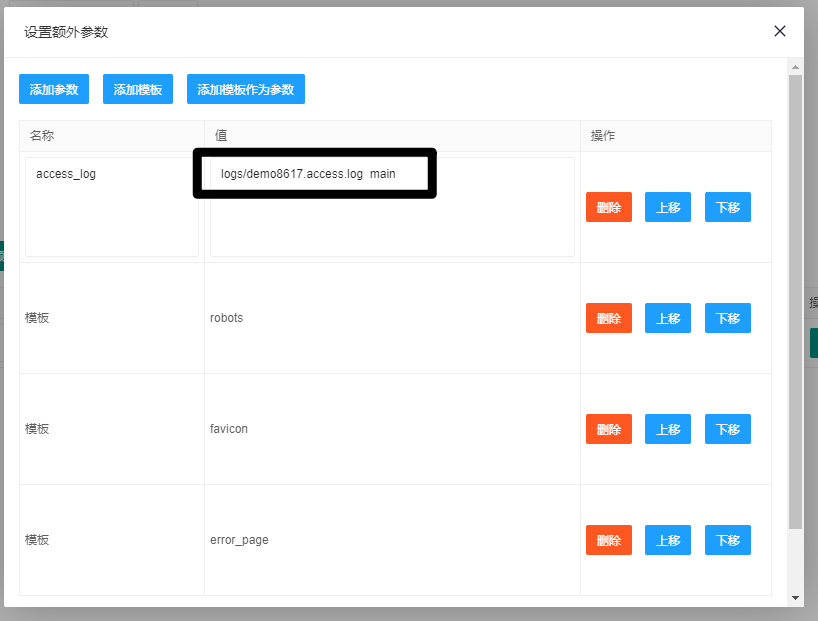 设置额外参数
添加参数 添加模板 添加模板作为参数
名称 值 操作
access_log logs/demo8617.access.log  main
删除 上移 下移
模板 robots 删除 上移 下移
模板 favicon 删除 上移 下移
模板 error_page 删除 上移 下移